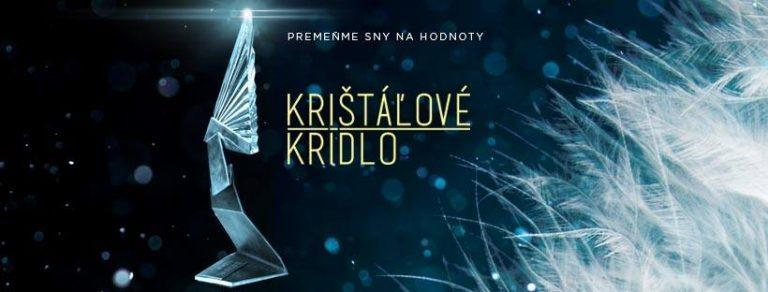 PREMEŇME SNY NA HODNOTY
KRIŠTÁĽOVÉ
KRÍDLO